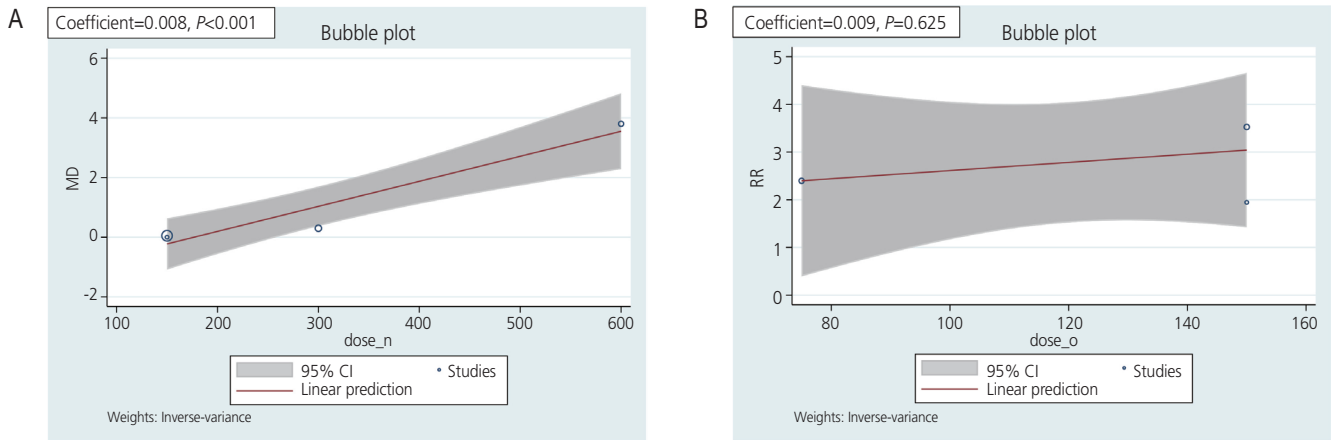 A
Coefficient=0.008, P<0.001
Bubble plot
6
4
2
0
-2
MD
100 200 300 400 500 600
dose_n
95% CI Studies
Linear prediction
Weights: Inverse-variance
B
Coefficient=0.009, P=0.625
Bubble plot
5
4
3
2
1
0
RR
80 100 120 140 160
dose_o
95% CI Studies
Linear prediction
Weights: Inverse-variance